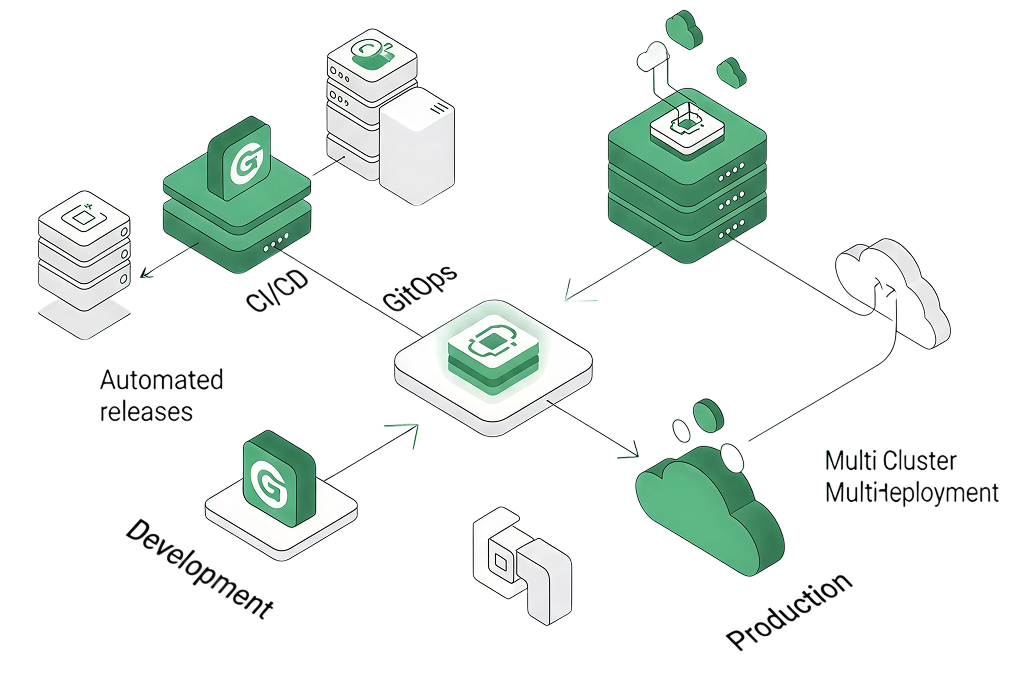 CI/CD
GitOps
Automated
releases
Development
Multi Cluster
MultiHeployment
Production
G
G